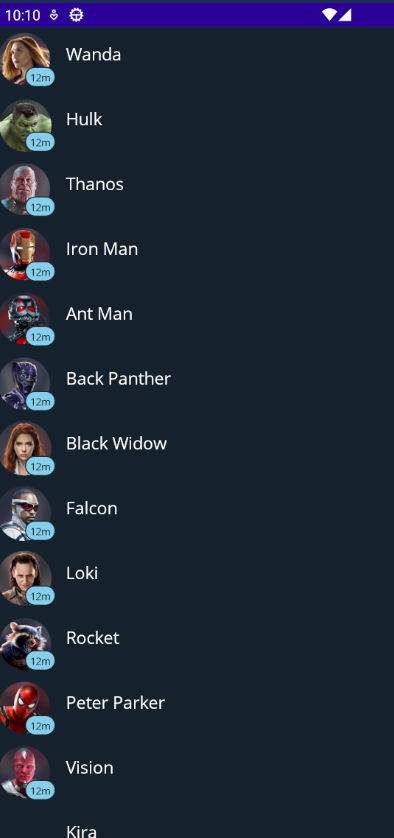 10:10
Wanda
12m
Hulk
12m
Thanos
12m
Iron Man
12m
Ant Man
12m
Back Panther
12m
Black Widow
12m
Falcon
12m
Loki
12m
Rocket
12m
Peter Parker
12m
Vision
12m
Kira